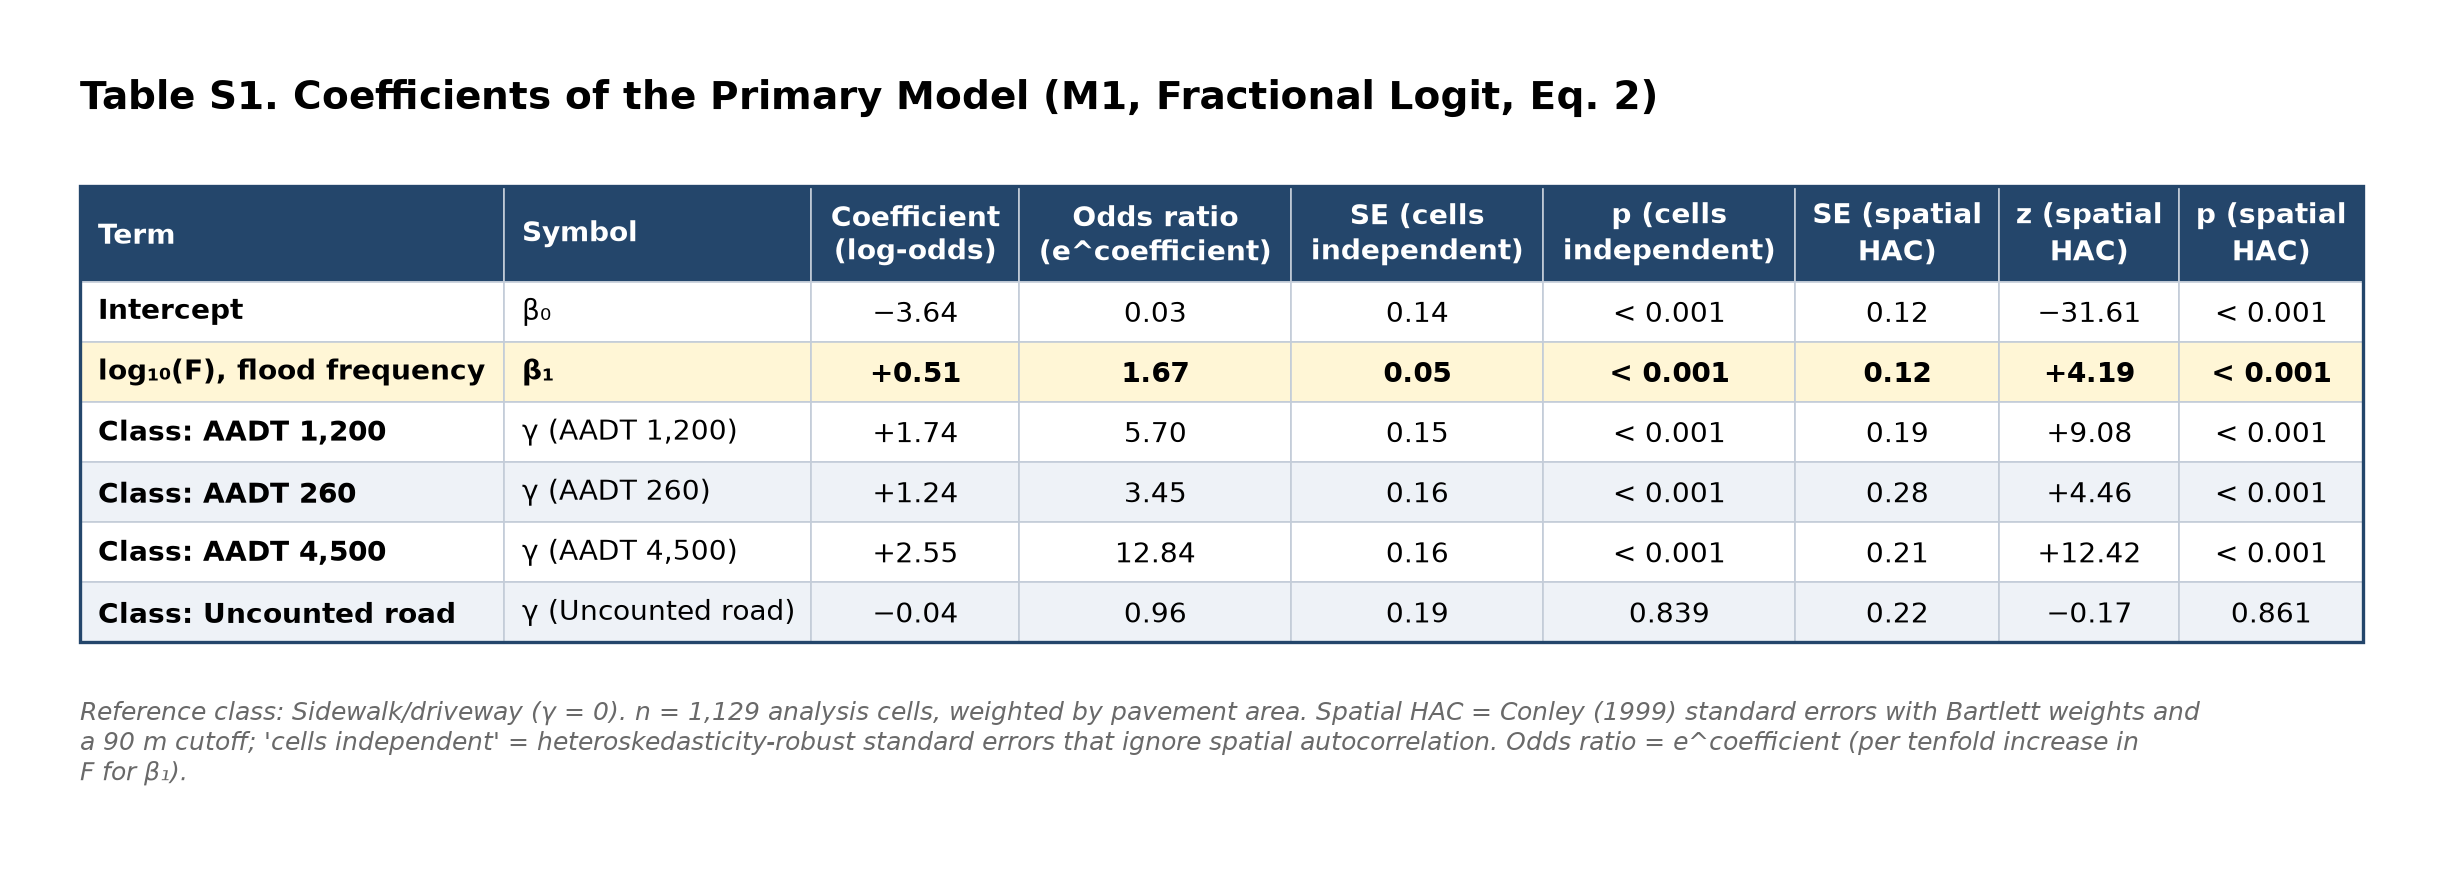 Table S1. Coefficients of the Primary Model (M1, Fractional Logit, Eq. 2)
Term Symbol Coefficient (log-odds) Odds ratio (e^coefficient) SE (cells independent) p (cells independent) SE (spatial HAC) z (spatial HAC) p (spatial HAC)
Intercept β₀ −3.64 0.03 0.14 < 0.001 0.12 −31.61 < 0.001
log₁₀(F), flood frequency β₁ +0.51 1.67 0.05 < 0.001 0.12 +4.19 < 0.001
Class: AADT 1,200 γ (AADT 1,200) +1.74 5.70 0.15 < 0.001 0.19 +9.08 < 0.001
Class: AADT 260 γ (AADT 260) +1.24 3.45 0.16 < 0.001 0.28 +4.46 < 0.001
Class: AADT 4,500 γ (AADT 4,500) +2.55 12.84 0.16 < 0.001 0.21 +12.42 < 0.001
Class: Uncounted road γ (Uncounted road) −0.04 0.96 0.19 0.839 0.22 −0.17 0.861
Reference class: Sidewalk/driveway (γ = 0). n = 1,129 analysis cells, weighted by pavement area. Spatial HAC = Conley (1999) standard errors with Bartlett weights and
a 90 m cutoff; 'cells independent' = heteroskedasticity-robust standard errors that ignore spatial autocorrelation. Odds ratio = e^coefficient (per tenfold increase in
F for β₁).